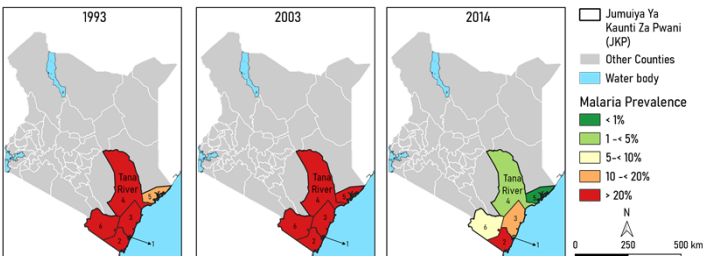 1993
Tana
River
4
5
3
6
2
1
2003
Tana
River
4
3
6
2
1
2014
Tana
River
4
3
6
2
1
Jumuiya Ya
Kaunti Za Pwani
(JKP)
Other Counties
Water body
Malaria Prevalence
< 1%
1 -< 5%
5-< 10%
10 -< 20%
> 20%
N
0 250 500 km